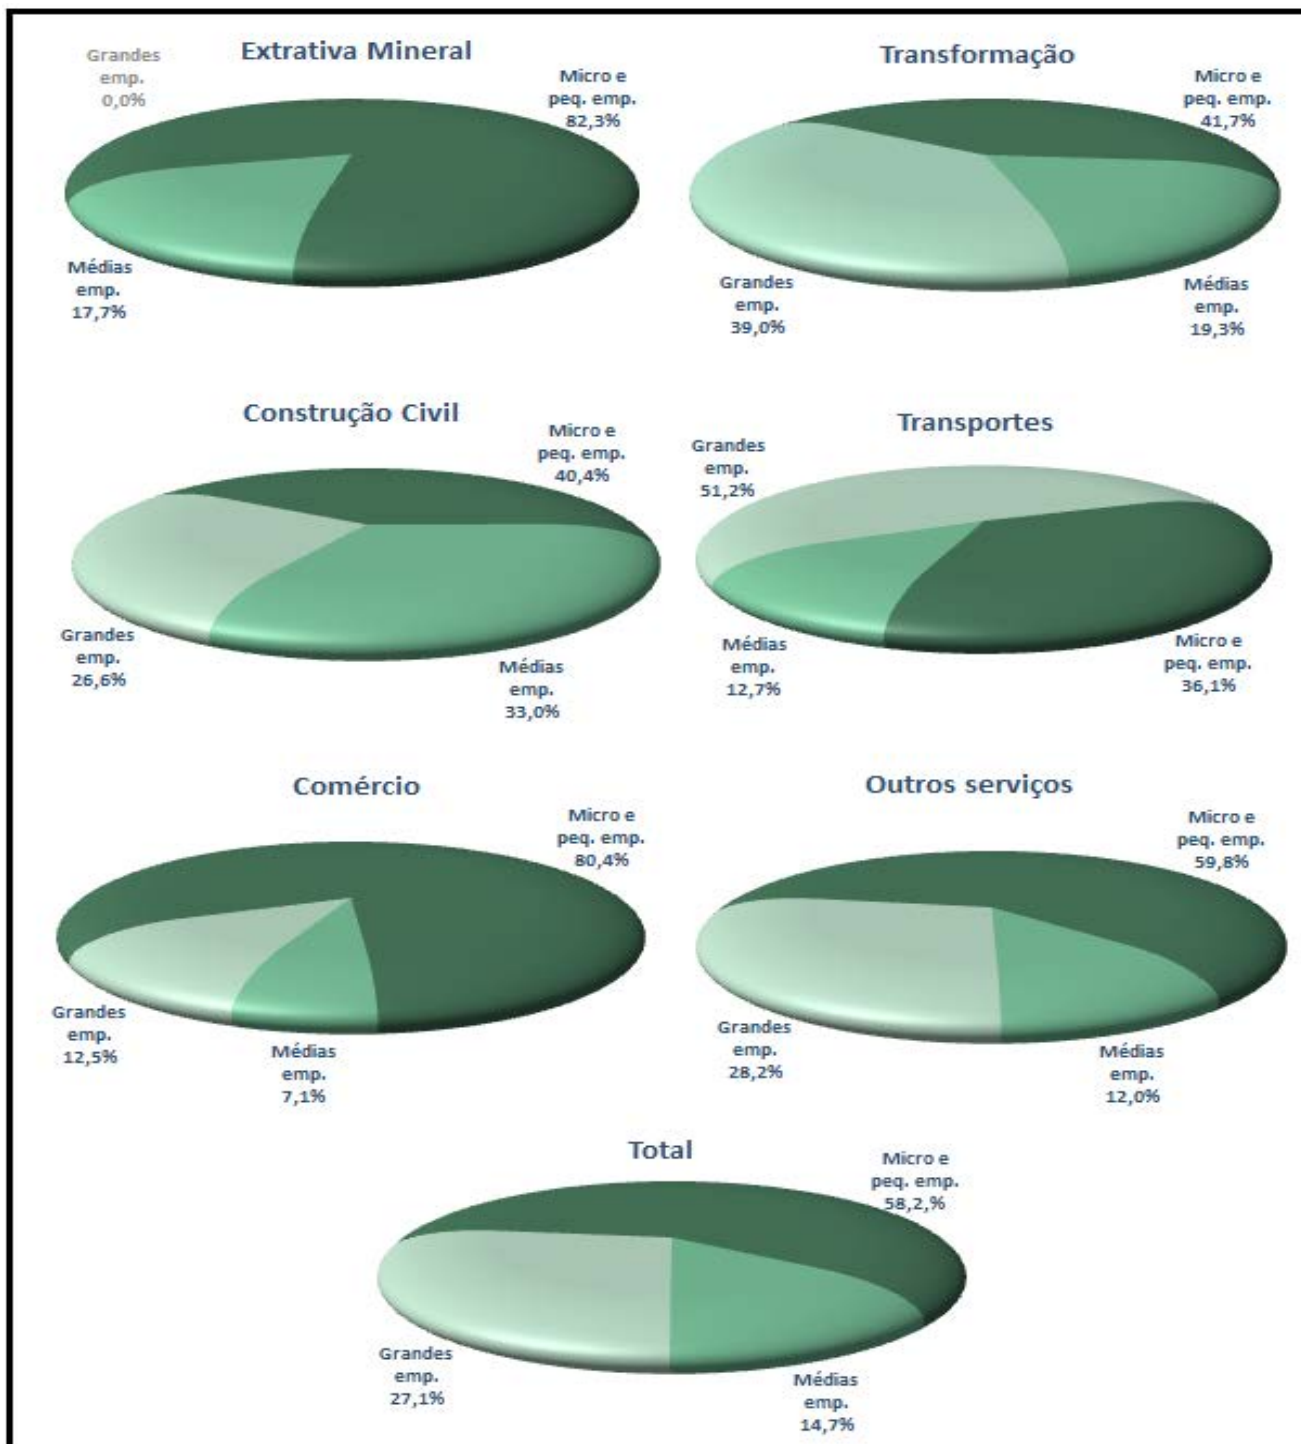 Extrativa Mineral
Grandes
emp.
0,0%
Micro e
peq. emp.
82,3%
Médias
emp.
17,7%
Transformação
Micro e
peq. emp.
41,7%
Grandes
emp.
39,0%
Médias
emp.
19,3%
Construção Civil
Micro e
peq. emp.
40,4%
Grandes
emp.
26,6%
Médias
emp.
33,0%
Transportes
Grandes
emp.
51,2%
Médias
emp.
12,7%
Micro e
peq. emp.
36,1%
Comércio
Micro e
peq. emp.
80,4%
Grandes
emp.
12,5%
Médias
emp.
7,1%
Outros serviços
Micro e
peq. emp.
59,8%
Grandes
emp.
28,2%
Médias
emp.
12,0%
Total
Micro e
peq. emp.
58,2,%
Grandes
emp.
27,1%
Médias
emp.
14,7%